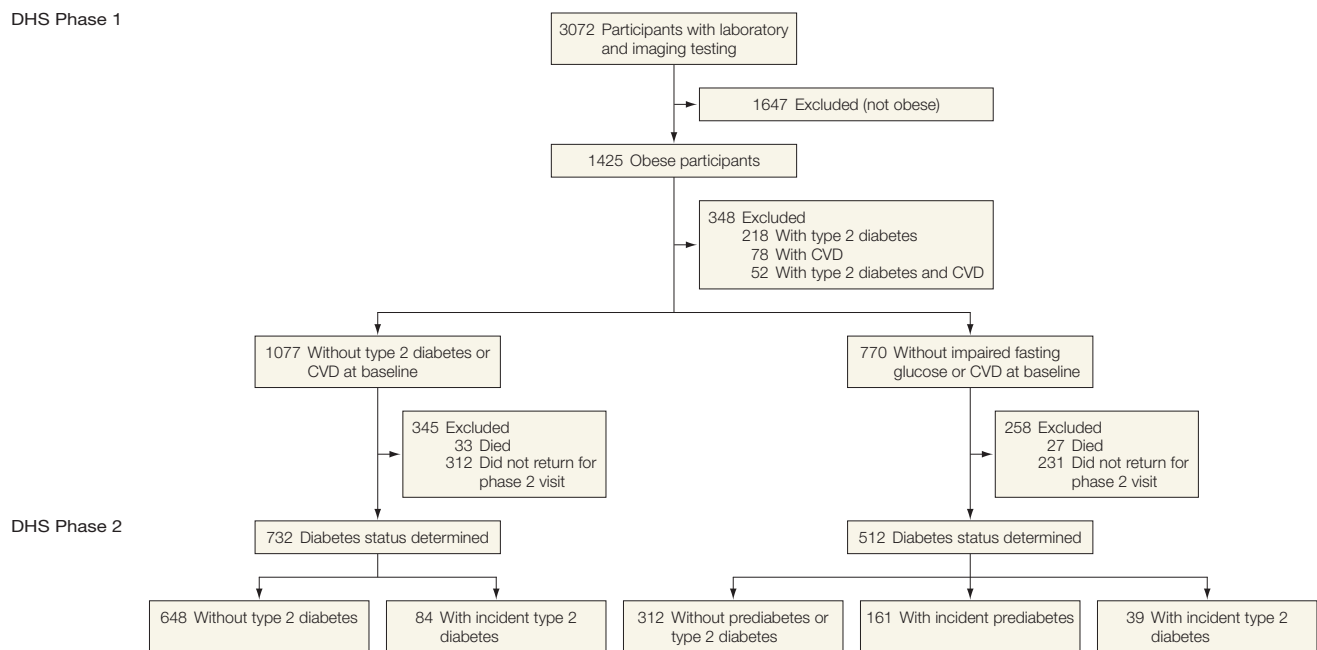 DHS Phase 1
3072 Participants with laboratory
and imaging testing
1647 Excluded (not obese)
1425 Obese participants
348 Excluded
218 With type 2 diabetes
78 With CVD
52 With type 2 diabetes and CVD
1077 Without type 2 diabetes or
CVD at baseline
770 Without impaired fasting
glucose or CVD at baseline
345 Excluded
33 Died
312 Did not return for
phase 2 visit
258 Excluded
27 Died
231 Did not return for
phase 2 visit
DHS Phase 2
732 Diabetes status determined
512 Diabetes status determined
648 Without type 2 diabetes
84 With incident type 2
diabetes
312 Without prediabetes or
type 2 diabetes
161 With incident prediabetes
39 With incident type 2
diabetes